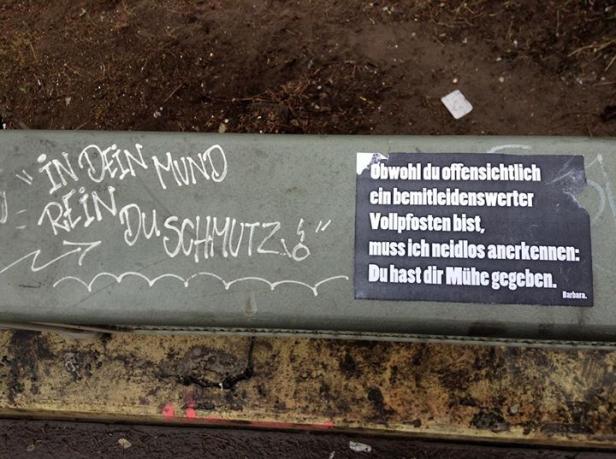 "IN DEIN MUND
REIN DU SCHMUTZ!"
Obwohl du offensichtlich
ein bemitleidenswerter
Vollpfosten bist,
muss ich neidlos anerkennen:
Du hast dir Mühe gegeben.
Barbara.